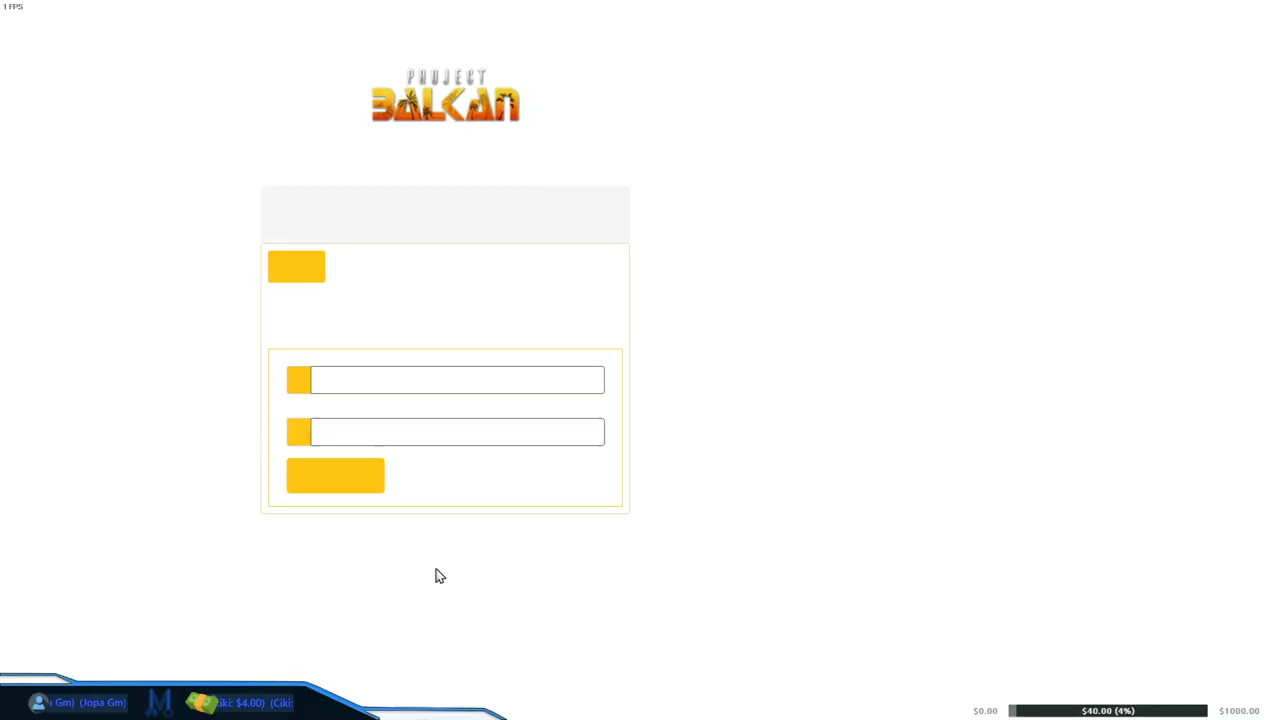 1 FPS
PROJECT
BALKAN
Gm) (Jopa Gm)
M
iki: $4.00) (Ciki:
$0.00
$40.00 (4%)
$1000.00